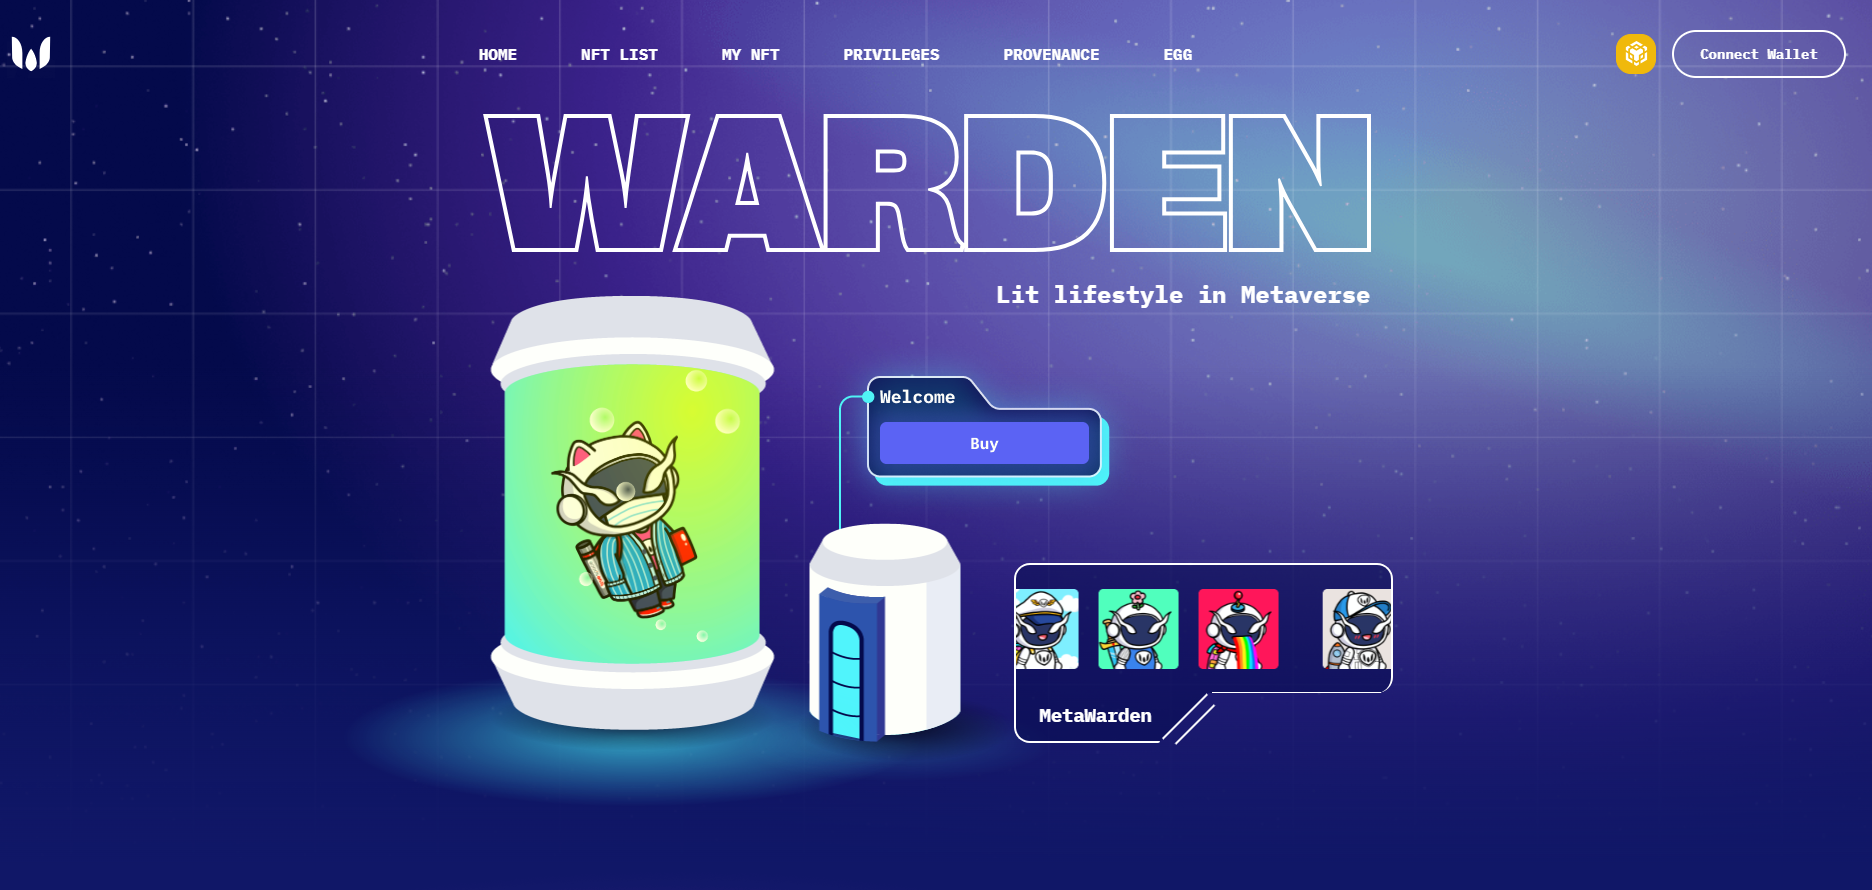 HOME NFT LIST MY NFT PRIVILEGES PROVENANCE EGG
Connect Wallet
WARDEN
Lit lifestyle in Metaverse
Welcome
Buy
MetaWarden